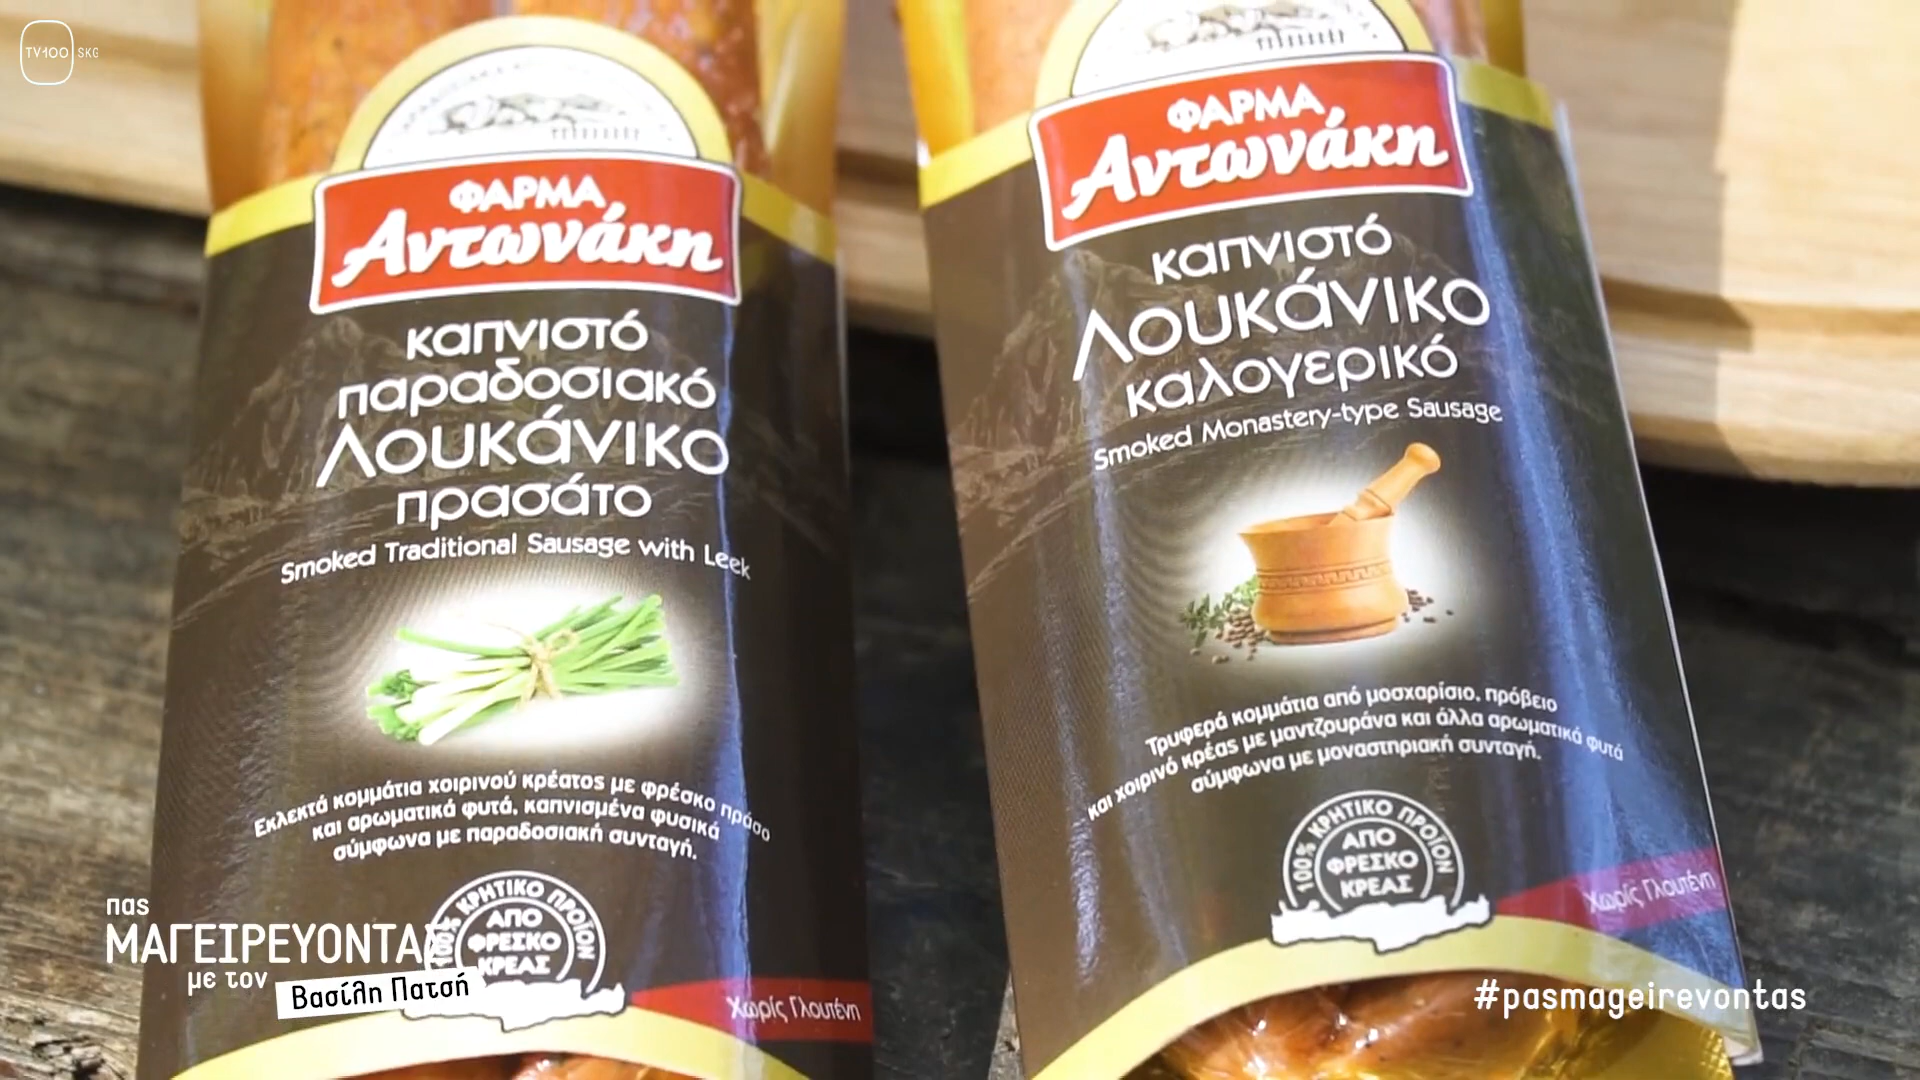 TV100 SKG
ΦΑΡΜΑ
Αντωνάκη
καπνιστό
παραδοσιακό
Λουκάνικο
πρασάτο
Smoked Traditional Sausage with Leek
Εκλεκτά κομμάτια χοιρινού κρέατος με φρέσκο πράσο
και αρωματικά φυτά, καπνισμένα φυσικά
σύμφωνα με παραδοσιακή συνταγή.
100% ΚΡΗΤΙΚΟ ΠΡΟΪΟΝ
ΑΠΟ
ΦΡΕΣΚΟ
ΚΡΕΑΣ
Χωρίς Γλουτένη
ΦΑΡΜΑ
Αντωνάκη
καπνιστό
Λουκάνικο
καλογερικό
Smoked Monastery-type Sausage
Τρυφερά κομμάτια από μοσχαρίσιο, πρόβειο
και χοιρινό κρέας με μαντζουράνα και άλλα αρωματικά φυτά
σύμφωνα με μοναστηριακή συνταγή.
100% ΚΡΗΤΙΚΟ ΠΡΟΪΟΝ
ΑΠΟ
ΦΡΕΣΚΟ
ΚΡΕΑΣ
Χωρίς Γλουτένη
πας
ΜΑΓΕΙΡΕΥΟΝΤΑΣ
με τον
Βασίλη Πατσή
#pasmageirevontas